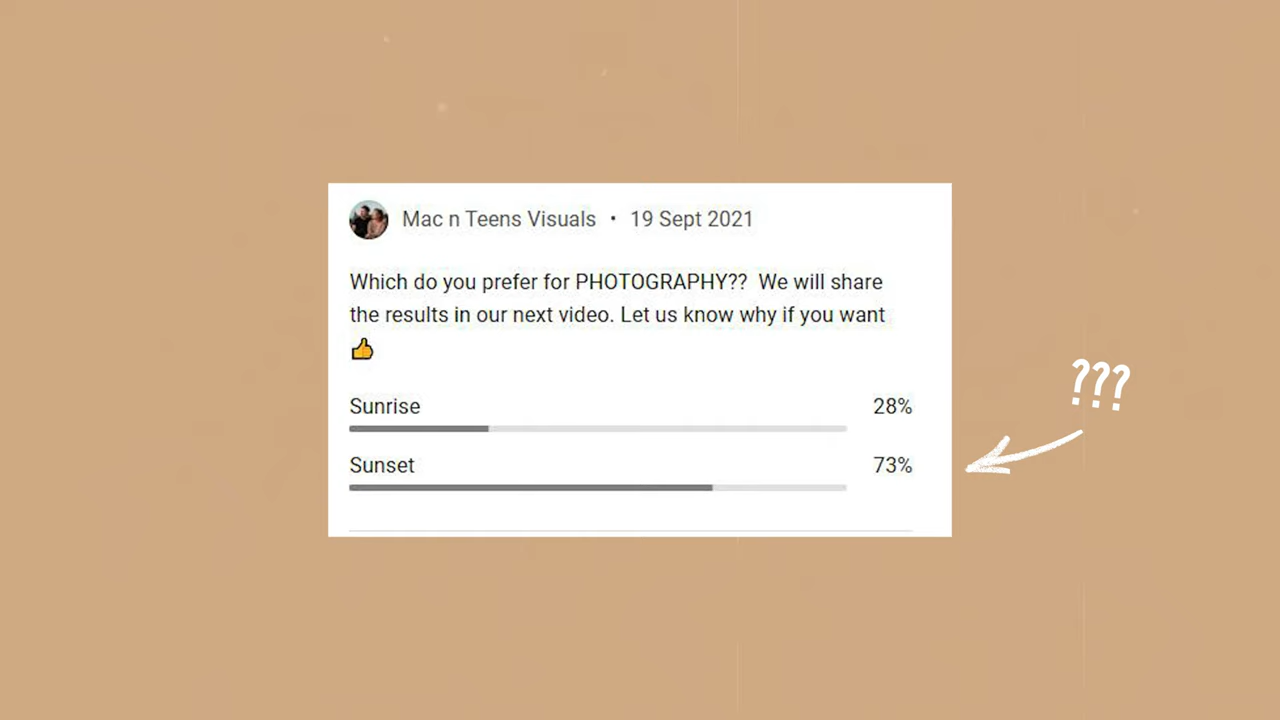 Mac n Teens Visuals • 19 Sept 2021
Which do you prefer for PHOTOGRAPHY??  We will share
the results in our next video. Let us know why if you want
👍
Sunrise 28%
???
Sunset 73%